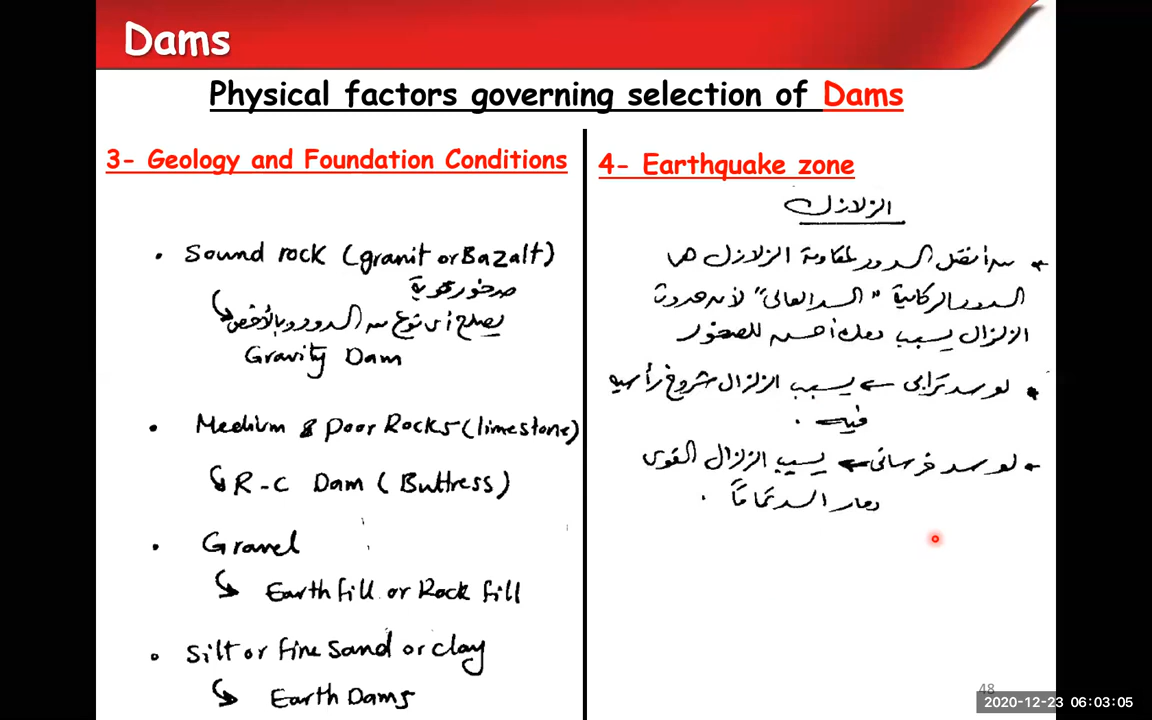 Dams
Physical factors governing selection of Dams
3- Geology and Foundation Conditions
• Sound rock (granit or Bazalt)
صخور قوية
يصلح أى نوع من السدود وبالأخص
Gravity Dam
• Medium & Poor Rocks (limestone)
R-C Dam (Buttress)
• Gravel
Earth fill or Rock fill
• Silt or fine sand or clay
Earth Dams
4- Earthquake zone
الزلازل
من أفضل السدود لمقاومة الزلازل هى
السدود الركامية "السد العالى" لأنه حدوث
الزلزال يسبب دمك أحسن للصخور
لو سد ترابى ← يسبب الزلزال شروخ رأسية
فيه .
لو سد خرسانى ← يسبب الزلزال القوى
دمار السد تمامًا .
48
2020-12-23 06:03:05